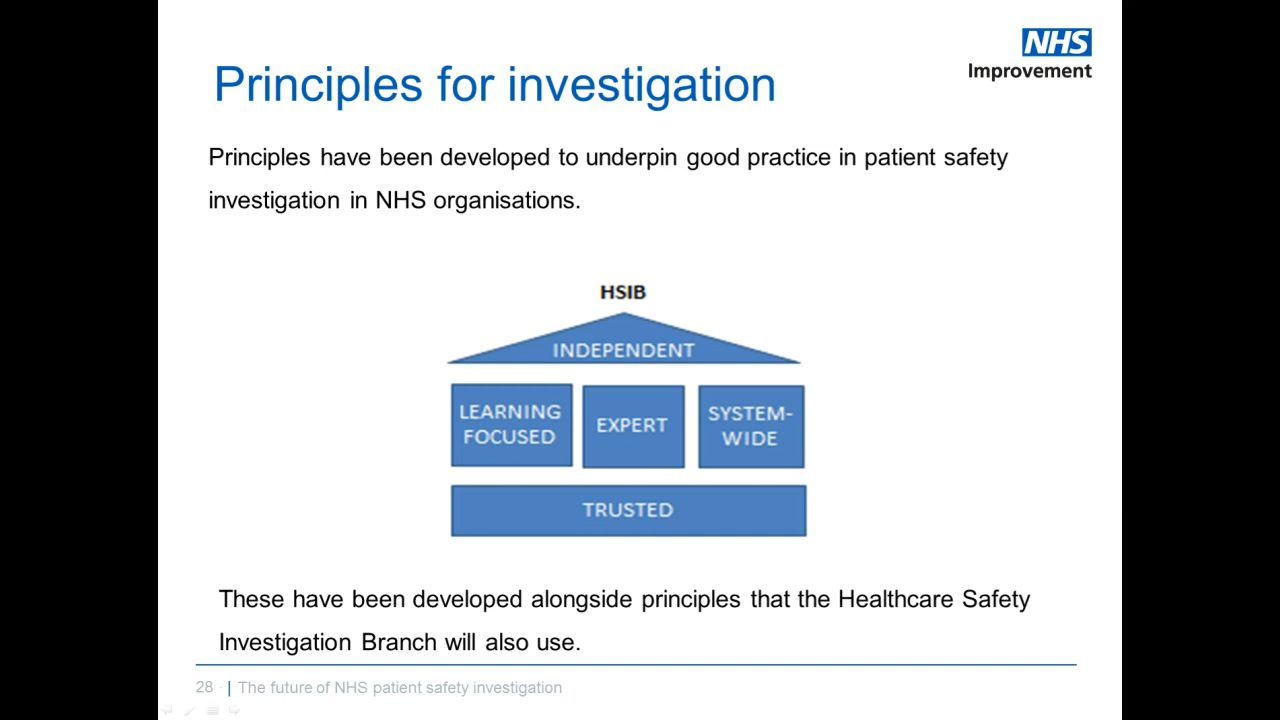 NHS
Improvement
Principles for investigation
Principles have been developed to underpin good practice in patient safety
investigation in NHS organisations.
HSIB
INDEPENDENT
LEARNING
FOCUSED
EXPERT
SYSTEM-
WIDE
TRUSTED
These have been developed alongside principles that the Healthcare Safety
Investigation Branch will also use.
28 | The future of NHS patient safety investigation